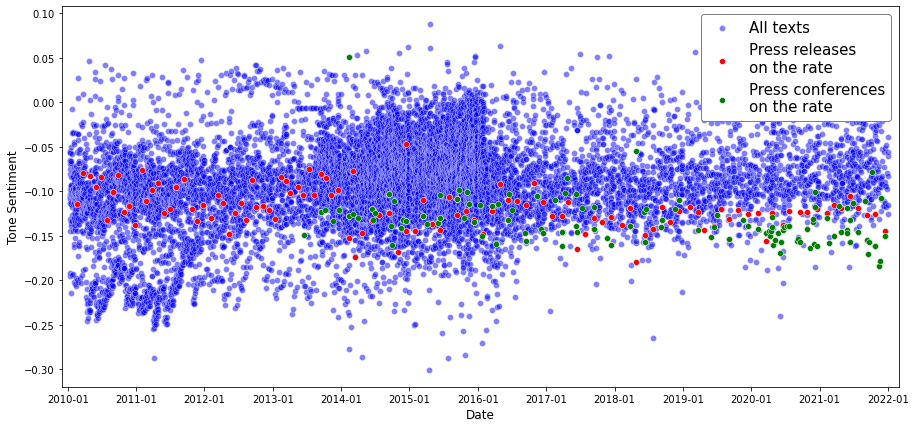 0.10
0.05
0.00
−0.05
−0.10
−0.15
−0.20
−0.25
−0.30
Tone Sentiment
All texts
Press releases
on the rate
Press conferences
on the rate
2010-01 2011-01 2012-01 2013-01 2014-01 2015-01 2016-01 2017-01 2018-01 2019-01 2020-01 2021-01 2022-01
Date